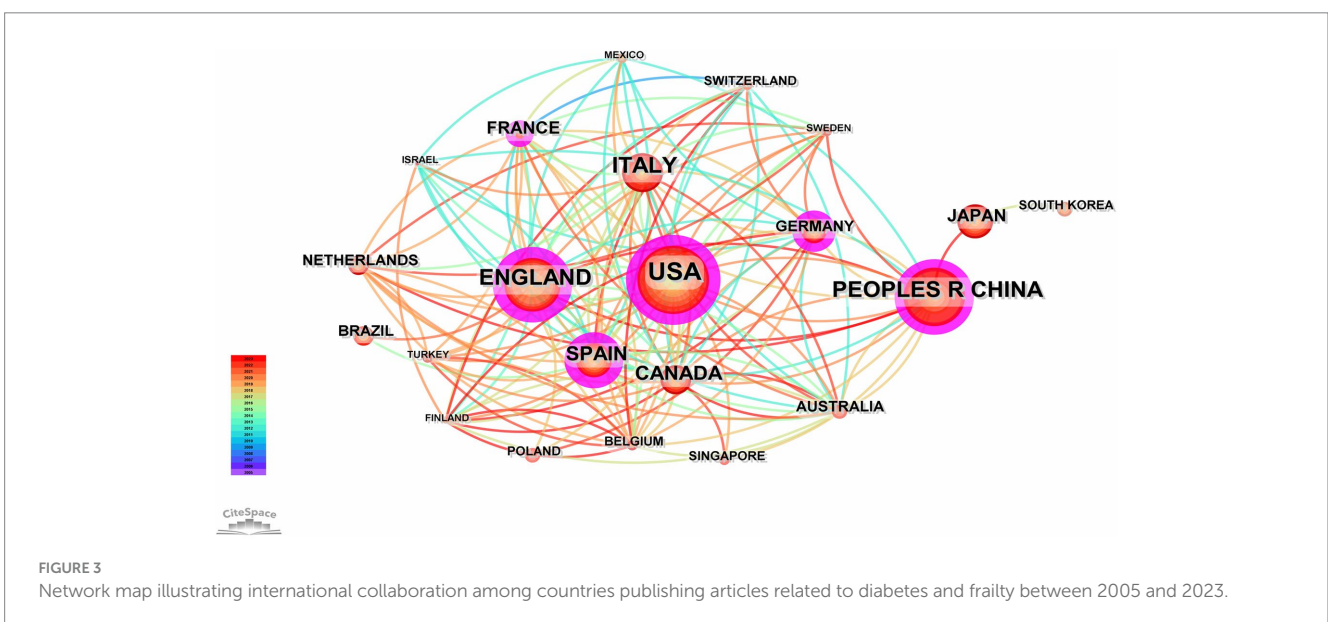 MEXICO
SWITZERLAND
FRANCE
SWEDEN
ISRAEL
ITALY
SOUTH KOREA
JAPAN
GERMANY
NETHERLANDS
ENGLAND
USA
PEOPLES R CHINA
BRAZIL
TURKEY
SPAIN
CANADA
AUSTRALIA
FINLAND
BELGIUM
POLAND
SINGAPORE
CiteSpace
FIGURE 3
Network map illustrating international collaboration among countries publishing articles related to diabetes and frailty between 2005 and 2023.